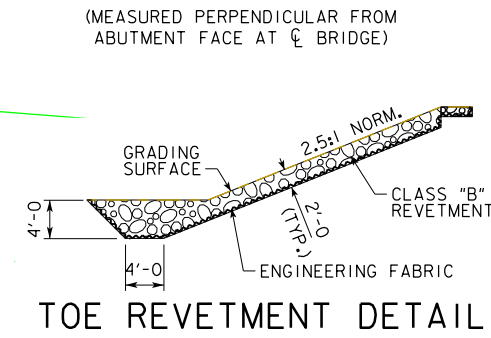 (MEASURED PERPENDICULAR FROM
ABUTMENT FACE AT ℄ BRIDGE)
2.5:1 NORM.
GRADING
SURFACE
CLASS "B"
REVETMENT
4'-0
2'-0
(TYP.)
4'-0
ENGINEERING FABRIC
TOE REVETMENT DETAIL